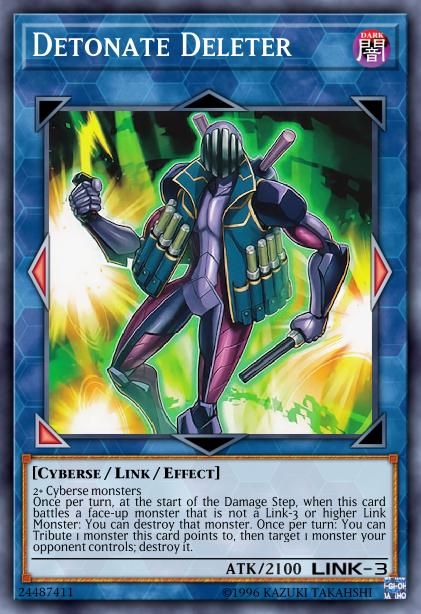 DETONATE DELETER
DARK
闇
[CYBERSE / LINK / EFFECT]
2+ Cyberse monsters
Once per turn, at the start of the Damage Step, when this card
battles a face-up monster that is not a Link-3 or higher Link
Monster: You can destroy that monster. Once per turn: You can
Tribute 1 monster this card points to, then target 1 monster your
opponent controls; destroy it.
ATK/2100 LINK-3
24487411 ©1996 KAZUKI TAKAHSHI